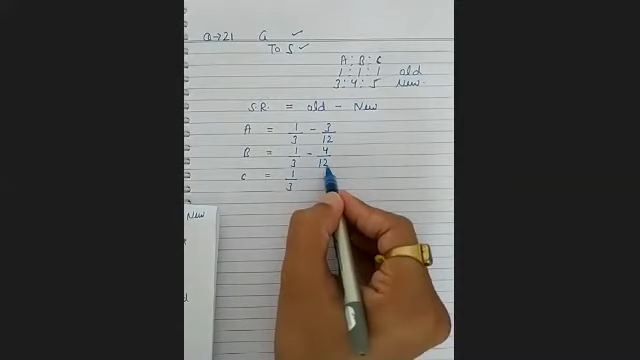 Q→21 G ✓
To S ✓
A : B : C
1 : 1 : 1 old
3 : 4 : 5 New
S.R. = old - New
A = 1/3 - 3/12
B = 1/3 - 4/12
C = 1/3
New